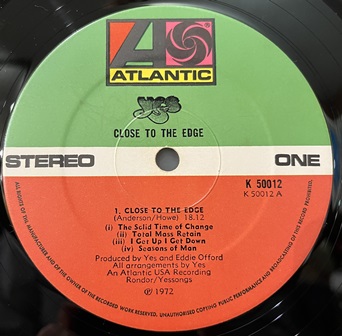 ATLANTIC
YES
CLOSE TO THE EDGE
STEREO ONE
K 50012
K 50012 A
1. CLOSE TO THE EDGE
(Anderson/Howe) 18.12
(i) The Solid Time of Change
(ii) Total Mass Retain
(iii) I Get Up I Get Down
(iv) Seasons of Man
Produced by Yes and Eddie Offord
All arrangements by Yes
An Atlantic USA Recording
Rondor/Yessongs
℗ 1972
ALL RIGHTS OF THE MANUFACTURER AND OF THE OWNER OF THE RECORDED WORK RESERVED. UNAUTHORISED COPYING PUBLIC PERFORMANCE AND BROADCASTING OF THIS RECORD PROHIBITED.